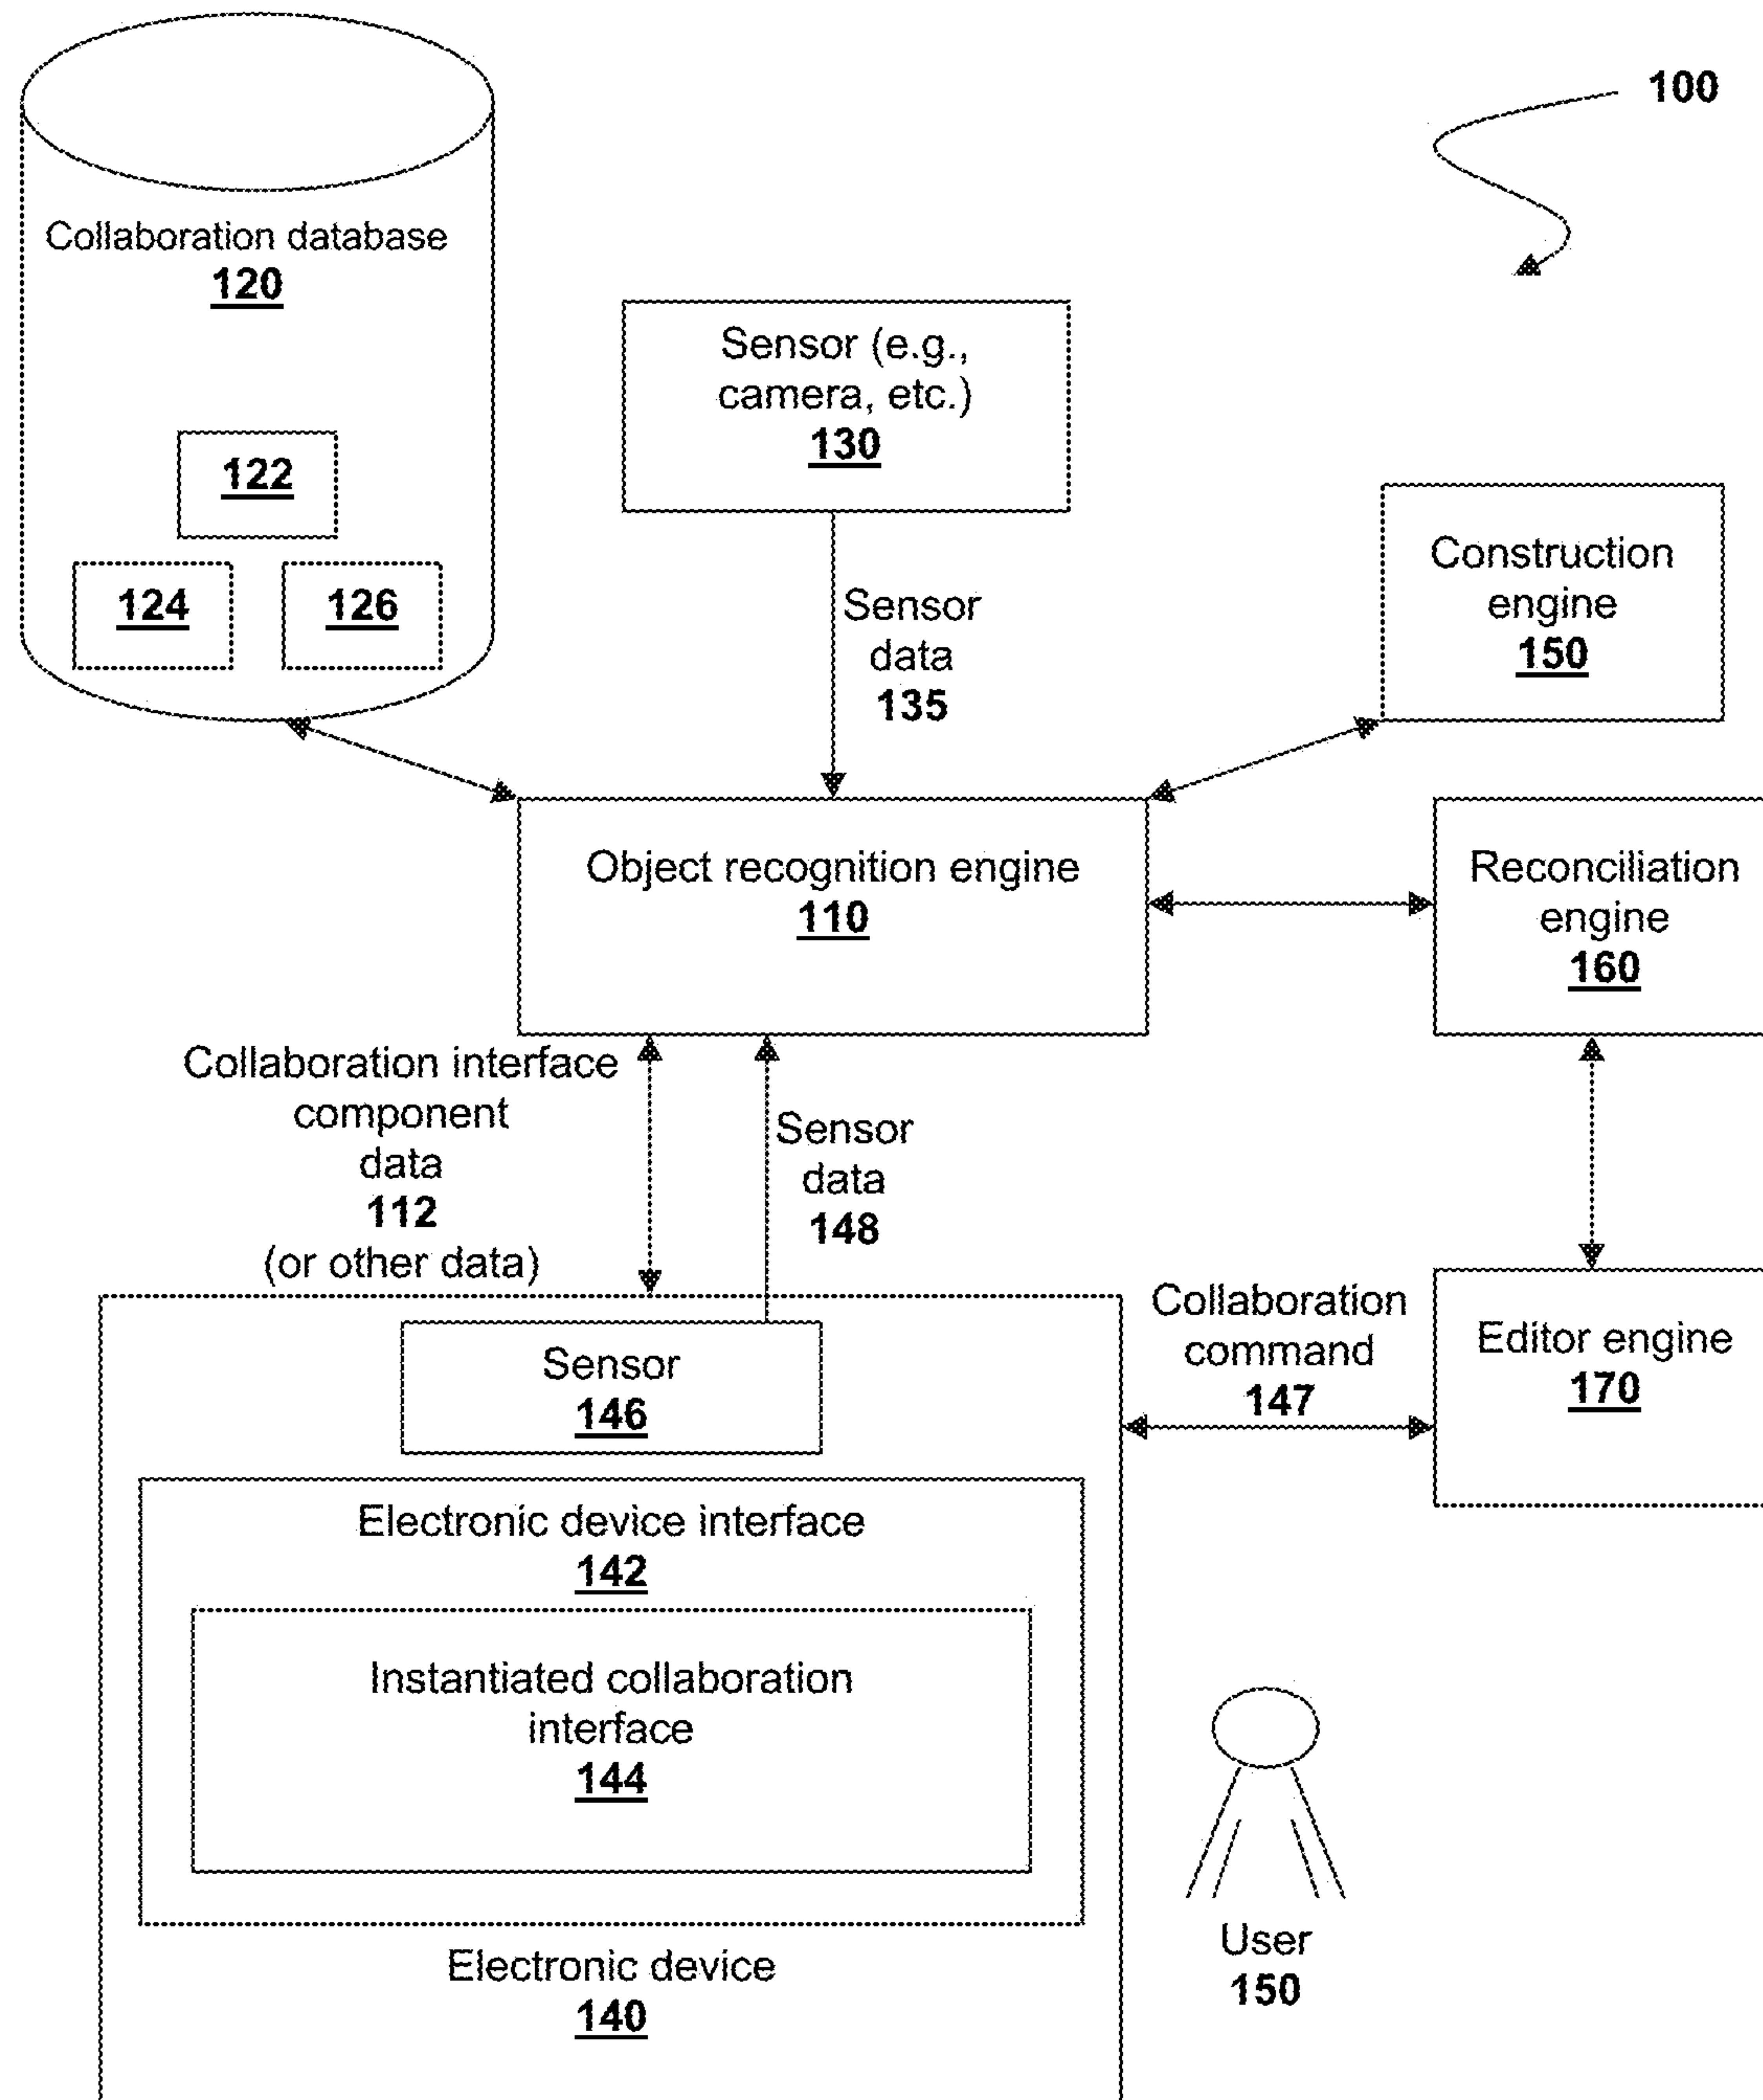 100
Collaboration database
120
122
124
126
Sensor (e.g.,
camera, etc.)
130
Sensor
data
135
Construction
engine
150
Object recognition engine
110
Reconciliation
engine
160
Collaboration interface
component
data
112
(or other data)
Sensor
data
148
Collaboration
command
147
Editor engine
170
Sensor
146
Electronic device interface
142
Instantiated collaboration
interface
144
Electronic device
140
User
150